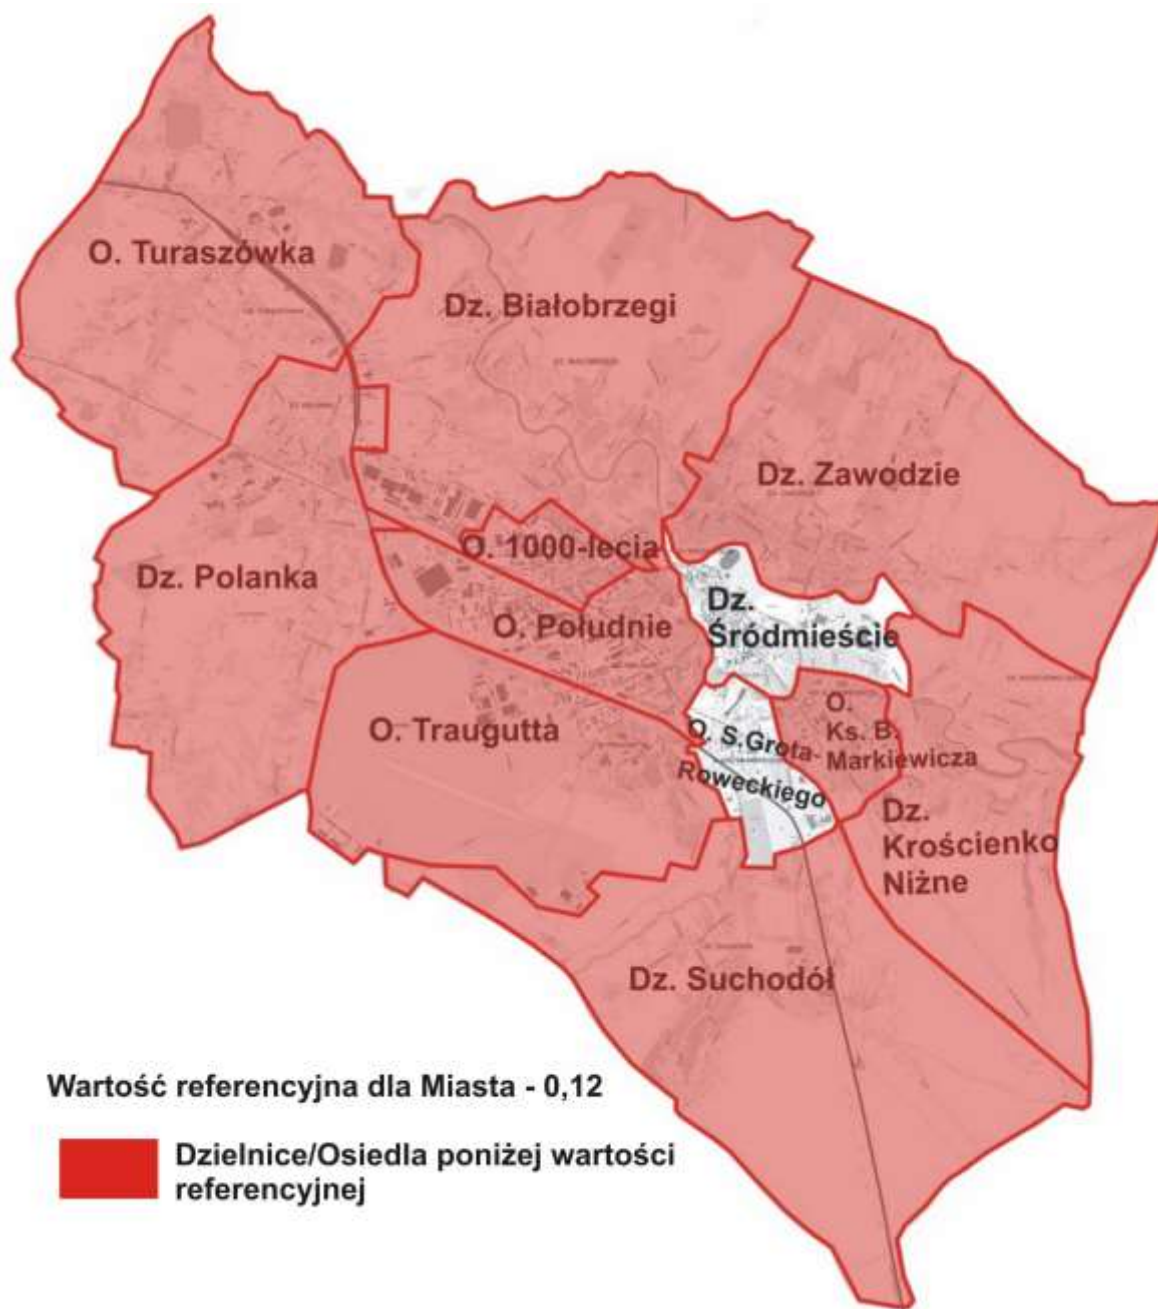 O. Turaszówka
Dz. Białobrzegi
Dz. Zawodzie
O. 1000-lecia
Dz. Polanka
Dz.
Śródmieście
O. Południe
O.
Ks. B.
Markiewicza
O. Traugutta
O. S.Grota-
Roweckiego
Dz.
Krościenko
Niżne
Dz. Suchodół
Wartość referencyjna dla Miasta - 0,12
Dzielnice/Osiedla poniżej wartości
referencyjnej